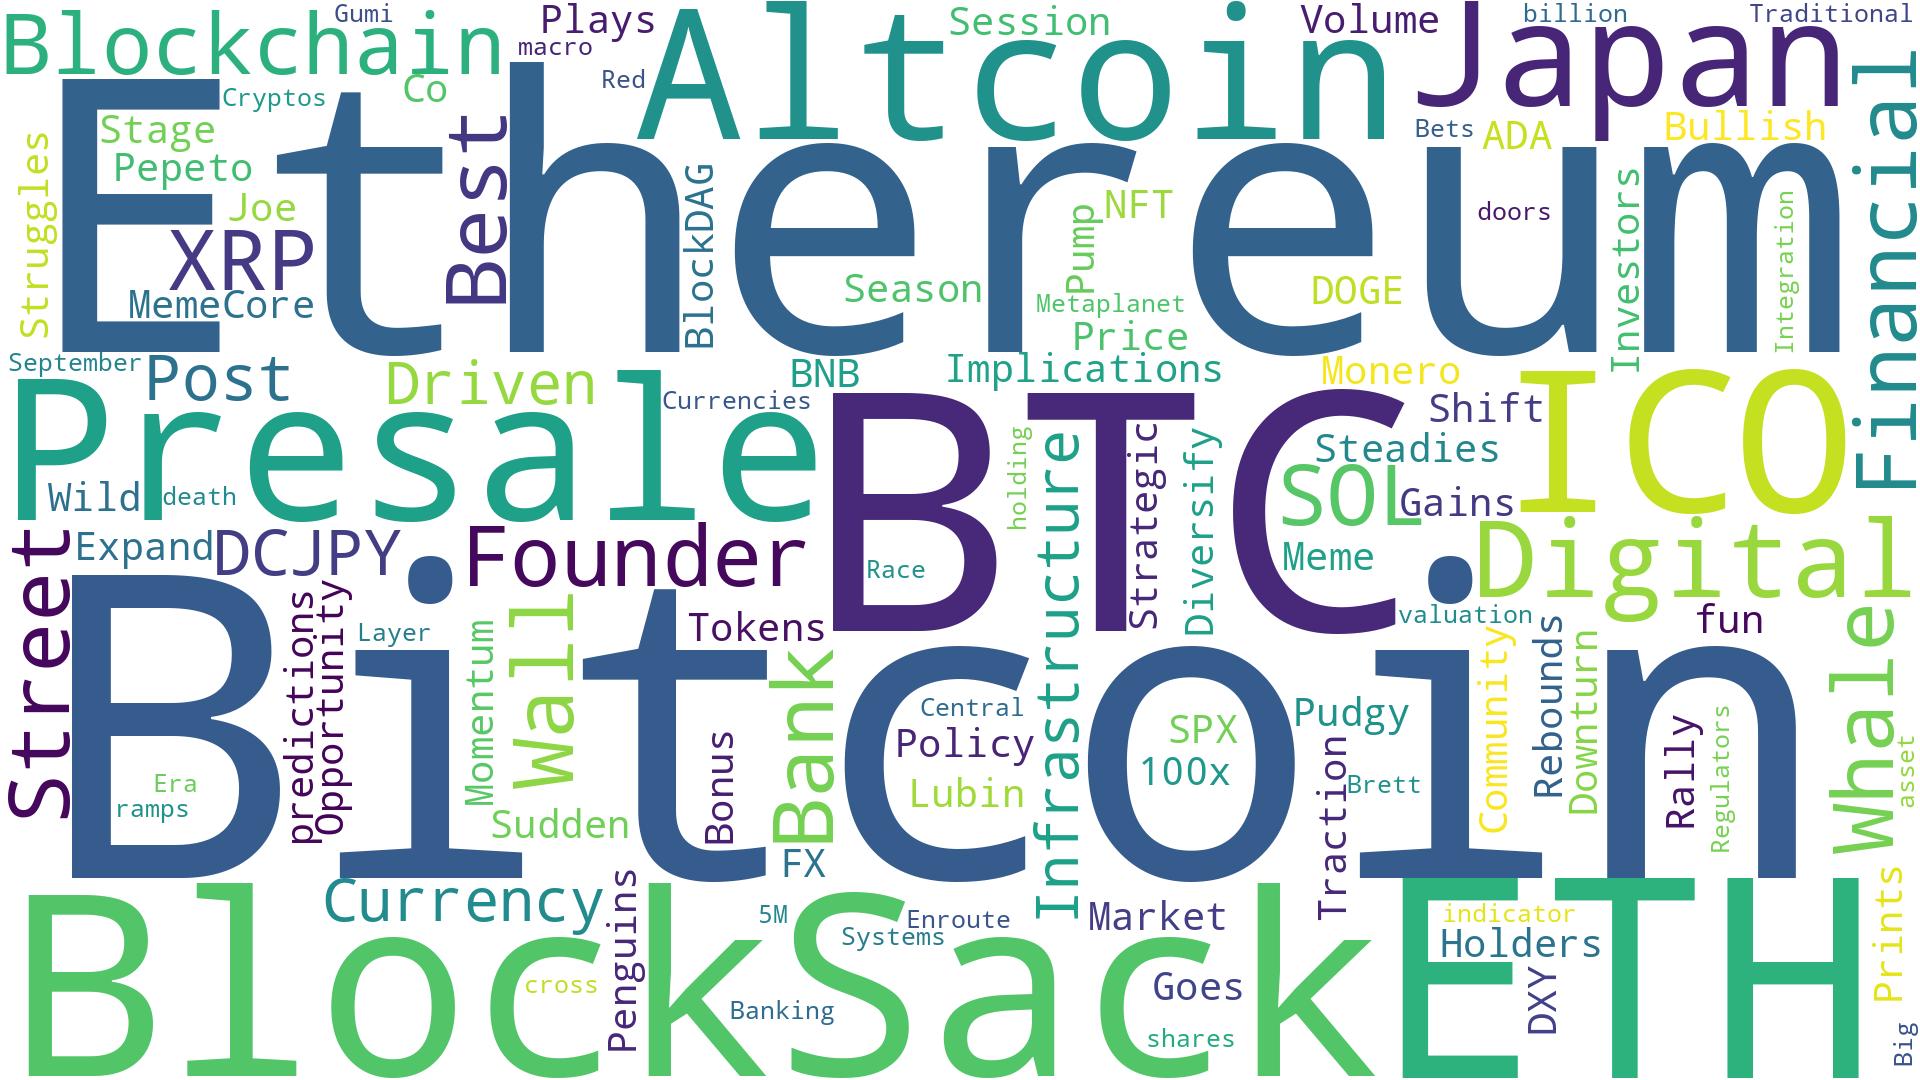 Blockchain
Gumi
Plays
macro
Altcoin
Session
Volume
Japan
billion
Traditional
Financial
Red
Co
Cryptos
Ethereum
Stage
Pepeto
Struggles
Joe
XRP
MemeCore
Best
BlockDAG
Bets
ADA
Bullish
NFT
Pump
doors
Investors
Integration
Season
Metaplanet
Price
DOGE
September
Post
Driven
BNB
Implications
Monero
Currencies
Presale
BTC
ICO
Shift
Steadies
holding
Infrastructure
Strategic
Diversify
SOL
Gains
Wild
death
Street
Expand
DCJPY
Founder
Race
Meme
Digital
Bitcoin
predictions
Opportunity
Layer
Momentum
Wall
Tokens
Bank
valuation
fun
Community
Rebounds
Downturn
Whale
Central
Policy
SPX
Pudgy
100x
Lubin
Brett
Traction
Rally
Regulators
asset
Era
ramps
Bonus
Sudden
FX
Currency
Penguins
5M
Enroute
Systems
Market
indicator
Holders
Prints
BlockSack
ETH
cross
Banking
Goes
shares
DXY
Big